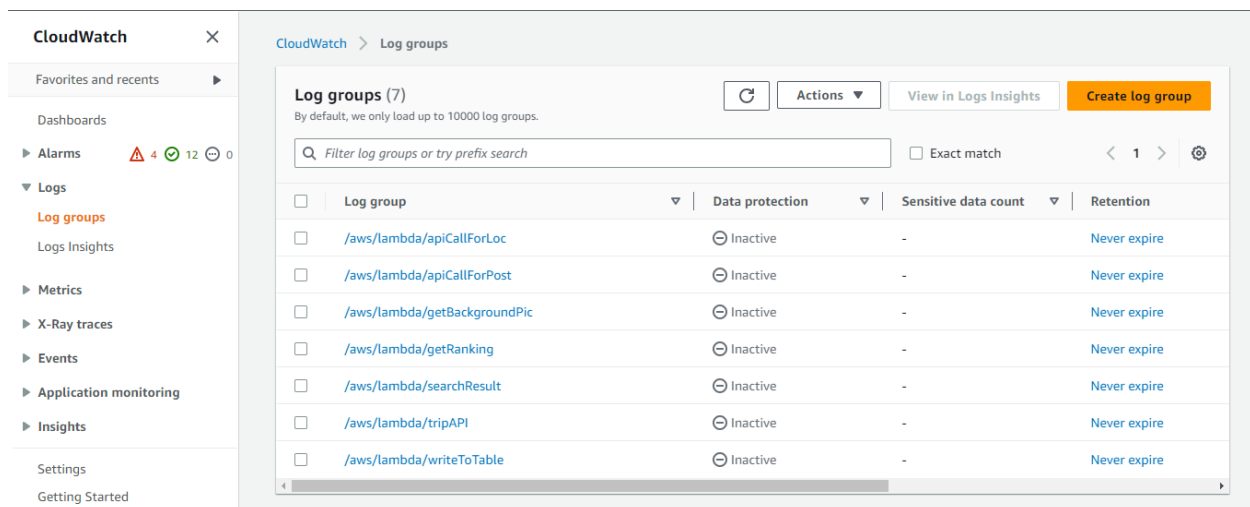 CloudWatch
Favorites and recents
Dashboards
Alarms 4 12 0
Logs
Log groups
Logs Insights
Metrics
X-Ray traces
Events
Application monitoring
Insights
Settings
Getting Started
CloudWatch > Log groups
Log groups (7)
By default, we only load up to 10000 log groups.
Actions
View in Logs Insights
Create log group
Filter log groups or try prefix search
Exact match
1
Log group Data protection Sensitive data count Retention
/aws/lambda/apiCallForLoc Inactive - Never expire
/aws/lambda/apiCallForPost Inactive - Never expire
/aws/lambda/getBackgroundPic Inactive - Never expire
/aws/lambda/getRanking Inactive - Never expire
/aws/lambda/searchResult Inactive - Never expire
/aws/lambda/tripAPI Inactive - Never expire
/aws/lambda/writeToTable Inactive - Never expire